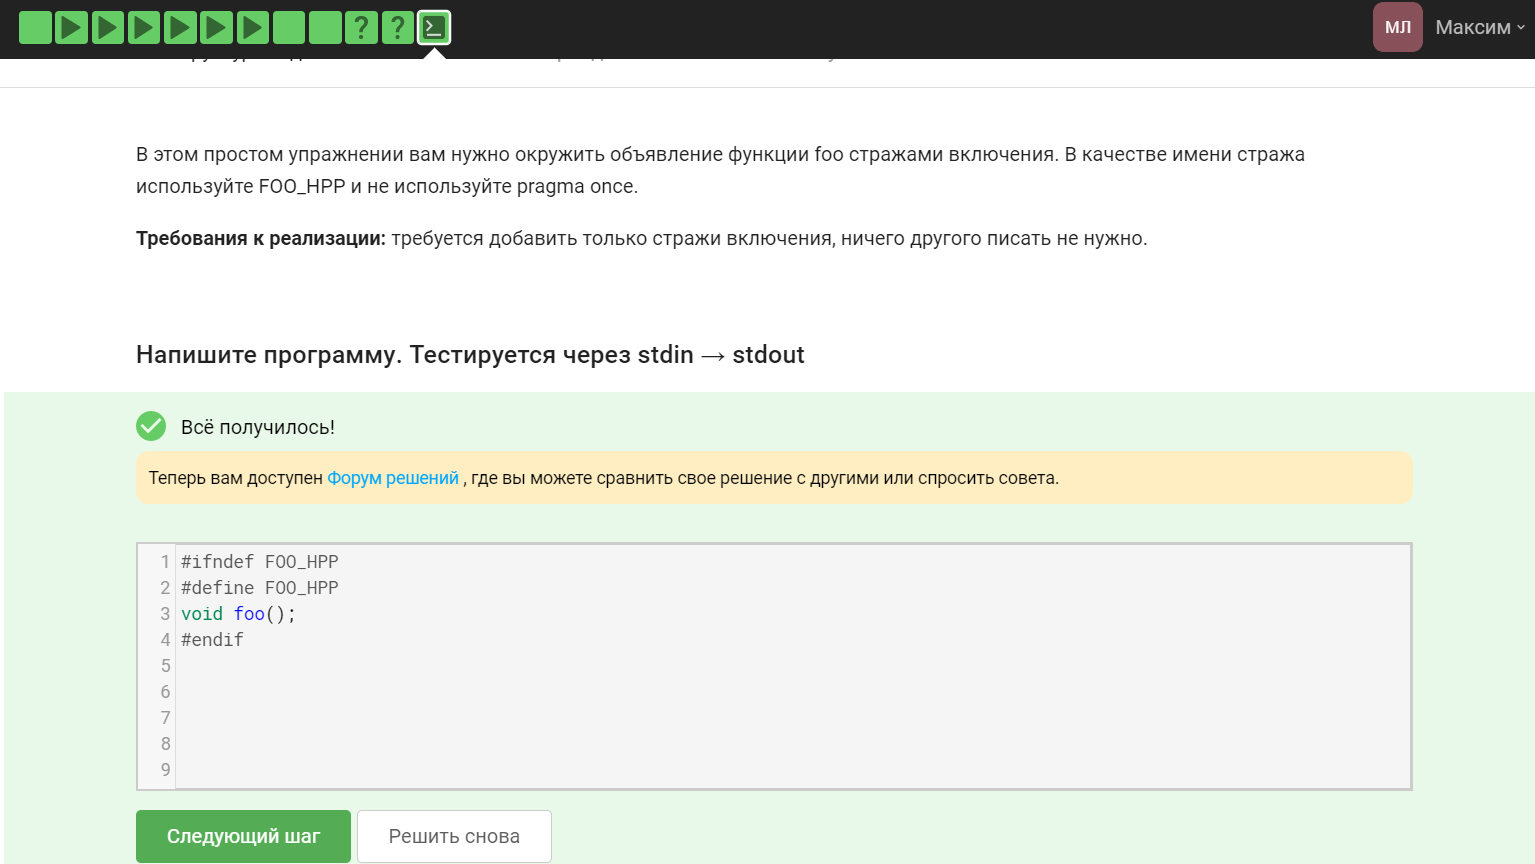 МЛ Максим
В этом простом упражнении вам нужно окружить объявление функции foo стражами включения. В качестве имени стража
используйте FOO_HPP и не используйте pragma once.
Требования к реализации: требуется добавить только стражи включения, ничего другого писать не нужно.
Напишите программу. Тестируется через stdin → stdout
Всё получилось!
Теперь вам доступен Форум решений , где вы можете сравнить свое решение с другими или спросить совета.
1 #ifndef FOO_HPP
2 #define FOO_HPP
3 void foo();
4 #endif
5
6
7
8
9
Следующий шаг Решить снова